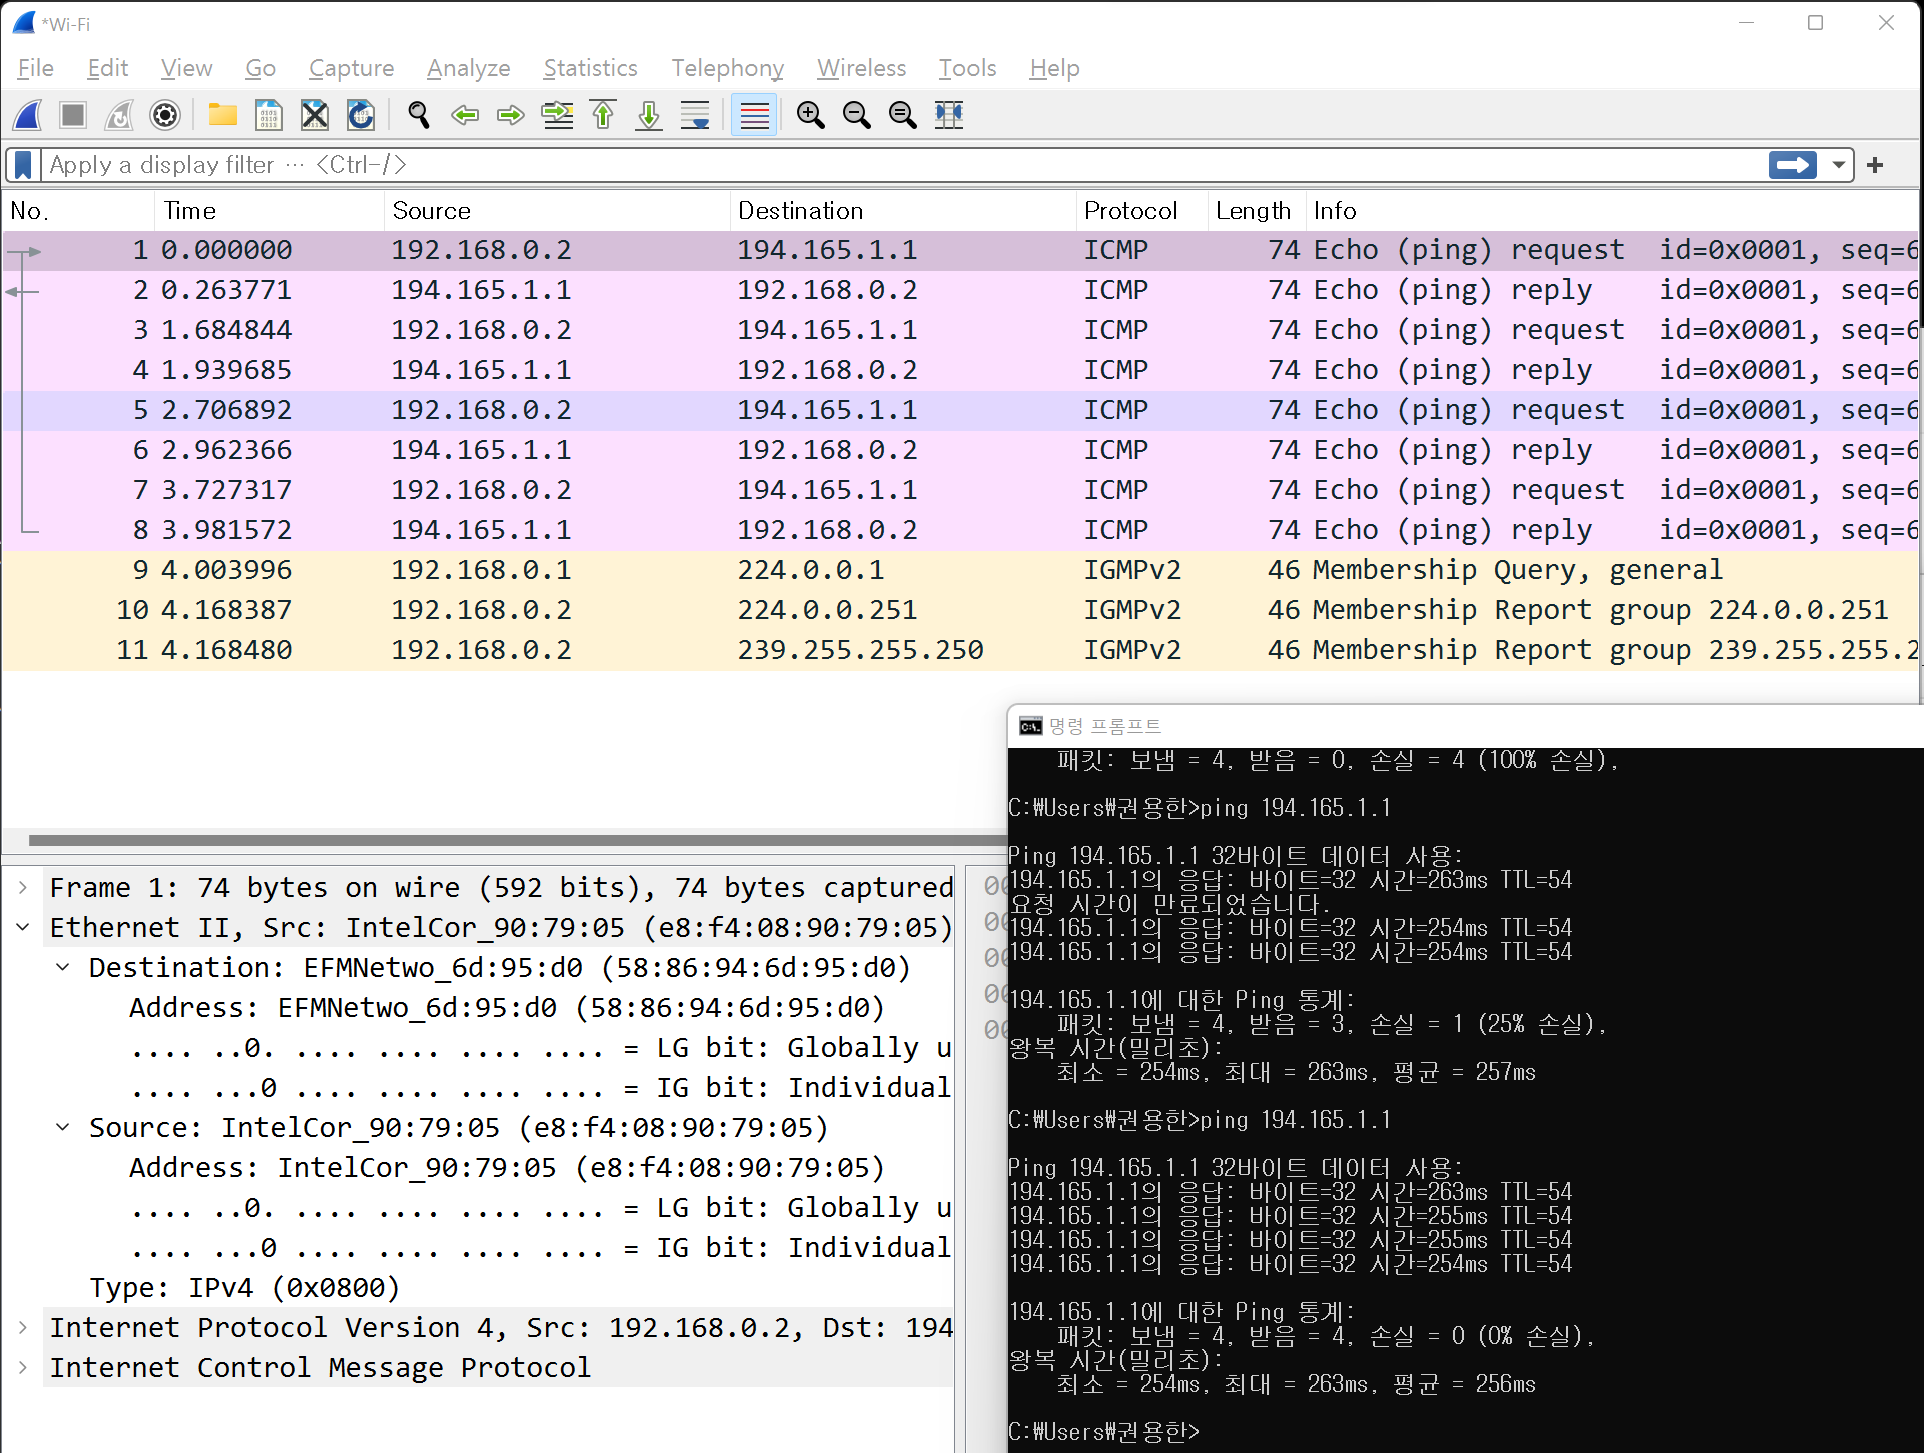 *Wi-Fi
File Edit View Go Capture Analyze Statistics Telephony Wireless Tools Help
Apply a display filter ... <Ctrl-/>
No. Time Source Destination Protocol Length Info
1 0.000000 192.168.0.2 194.165.1.1 ICMP 74 Echo (ping) request id=0x0001, seq=6
2 0.263771 194.165.1.1 192.168.0.2 ICMP 74 Echo (ping) reply id=0x0001, seq=6
3 1.684844 192.168.0.2 194.165.1.1 ICMP 74 Echo (ping) request id=0x0001, seq=6
4 1.939685 194.165.1.1 192.168.0.2 ICMP 74 Echo (ping) reply id=0x0001, seq=6
5 2.706892 192.168.0.2 194.165.1.1 ICMP 74 Echo (ping) request id=0x0001, seq=6
6 2.962366 194.165.1.1 192.168.0.2 ICMP 74 Echo (ping) reply id=0x0001, seq=6
7 3.727317 192.168.0.2 194.165.1.1 ICMP 74 Echo (ping) request id=0x0001, seq=6
8 3.981572 194.165.1.1 192.168.0.2 ICMP 74 Echo (ping) reply id=0x0001, seq=6
9 4.003996 192.168.0.1 224.0.0.1 IGMPv2 46 Membership Query, general
10 4.168387 192.168.0.2 224.0.0.251 IGMPv2 46 Membership Report group 224.0.0.251
11 4.168480 192.168.0.2 239.255.255.250 IGMPv2 46 Membership Report group 239.255.255.2
Frame 1: 74 bytes on wire (592 bits), 74 bytes captured
Ethernet II, Src: IntelCor_90:79:05 (e8:f4:08:90:79:05)
Destination: EFMNetwo_6d:95:d0 (58:86:94:6d:95:d0)
Address: EFMNetwo_6d:95:d0 (58:86:94:6d:95:d0)
.... ..0. .... .... .... .... = LG bit: Globally u
.... ...0 .... .... .... .... = IG bit: Individual
Source: IntelCor_90:79:05 (e8:f4:08:90:79:05)
Address: IntelCor_90:79:05 (e8:f4:08:90:79:05)
.... ..0. .... .... .... .... = LG bit: Globally u
.... ...0 .... .... .... .... = IG bit: Individual
Type: IPv4 (0x0800)
Internet Protocol Version 4, Src: 192.168.0.2, Dst: 194
Internet Control Message Protocol
00
00
00
00
00
명령 프롬프트
패킷: 보냄 = 4, 받음 = 0, 손실 = 4 (100% 손실),
C:₩Users₩권용한>ping 194.165.1.1
Ping 194.165.1.1 32바이트 데이터 사용:
194.165.1.1의 응답: 바이트=32 시간=263ms TTL=54
요청 시간이 만료되었습니다.
194.165.1.1의 응답: 바이트=32 시간=254ms TTL=54
194.165.1.1의 응답: 바이트=32 시간=254ms TTL=54
194.165.1.1에 대한 Ping 통계:
패킷: 보냄 = 4, 받음 = 3, 손실 = 1 (25% 손실),
왕복 시간(밀리초):
최소 = 254ms, 최대 = 263ms, 평균 = 257ms
C:₩Users₩권용한>ping 194.165.1.1
Ping 194.165.1.1 32바이트 데이터 사용:
194.165.1.1의 응답: 바이트=32 시간=263ms TTL=54
194.165.1.1의 응답: 바이트=32 시간=255ms TTL=54
194.165.1.1의 응답: 바이트=32 시간=255ms TTL=54
194.165.1.1의 응답: 바이트=32 시간=254ms TTL=54
194.165.1.1에 대한 Ping 통계:
패킷: 보냄 = 4, 받음 = 4, 손실 = 0 (0% 손실),
왕복 시간(밀리초):
최소 = 254ms, 최대 = 263ms, 평균 = 256ms
C:₩Users₩권용한>